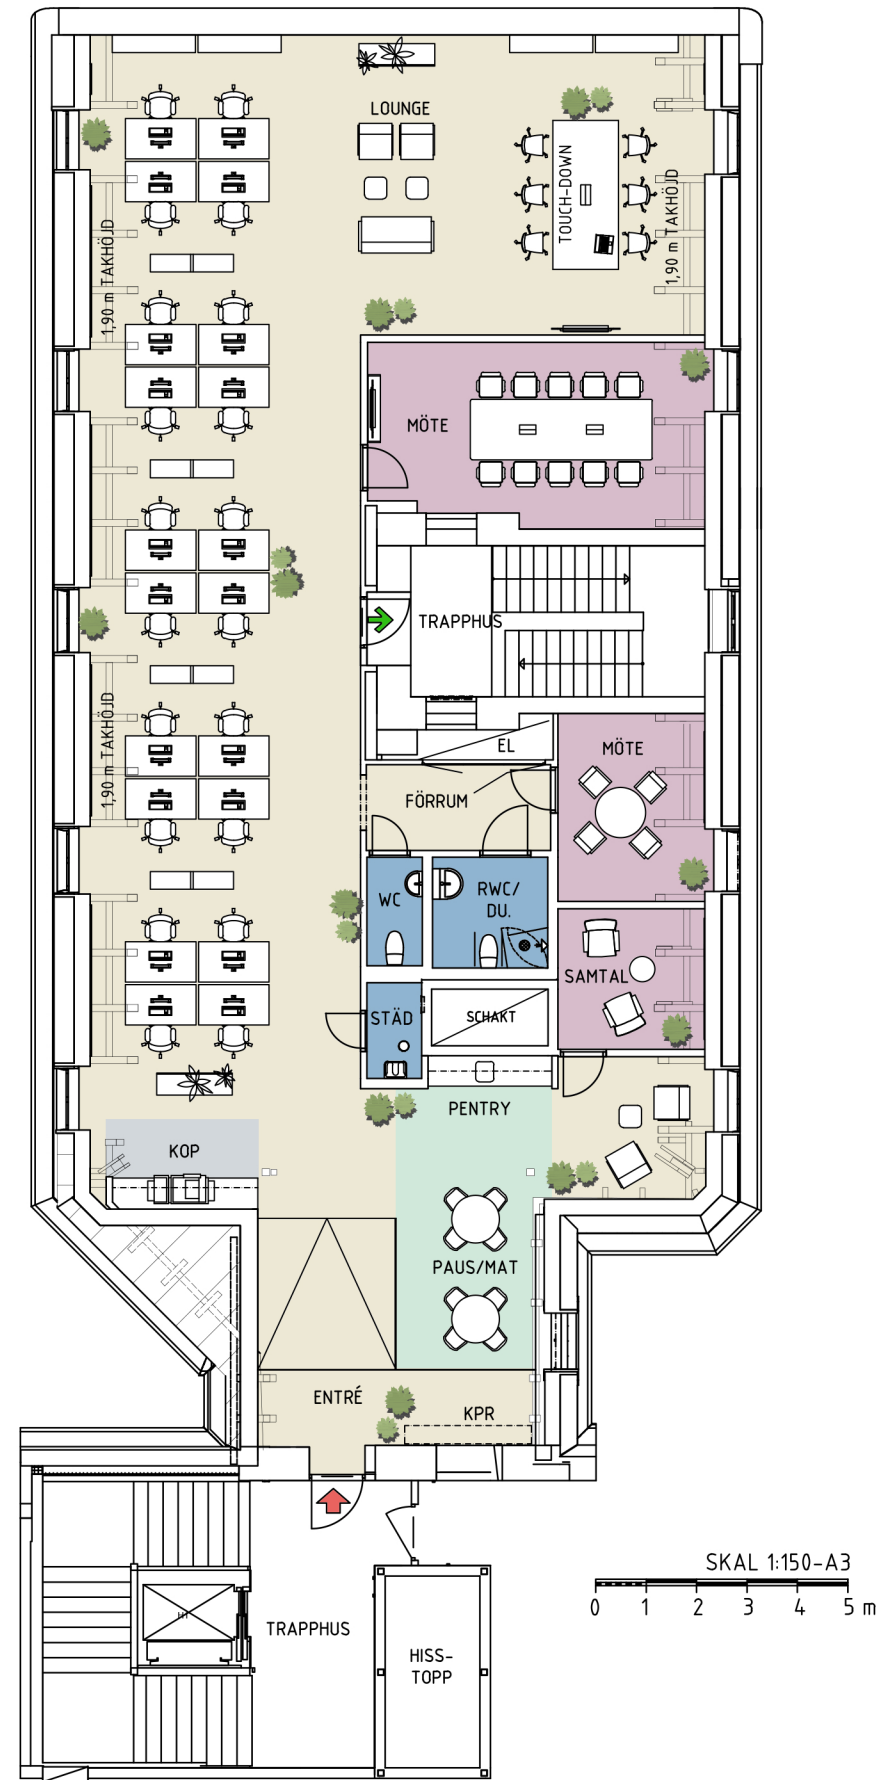 LOUNGE
TOUCH-DOWN
1,90 m TAKHÖJD
1,90 m TAKHÖJD
MÖTE
TRAPPHUS
1,90 m TAKHÖJD
EL
MÖTE
FÖRRUM
WC
RWC/
DU.
SAMTAL
STÄD
SCHAKT
PENTRY
KOP
PAUS/MAT
ENTRÉ
KPR
SKAL 1:150-A3
0 1 2 3 4 5 m
TRAPPHUS
HISS-
TOPP